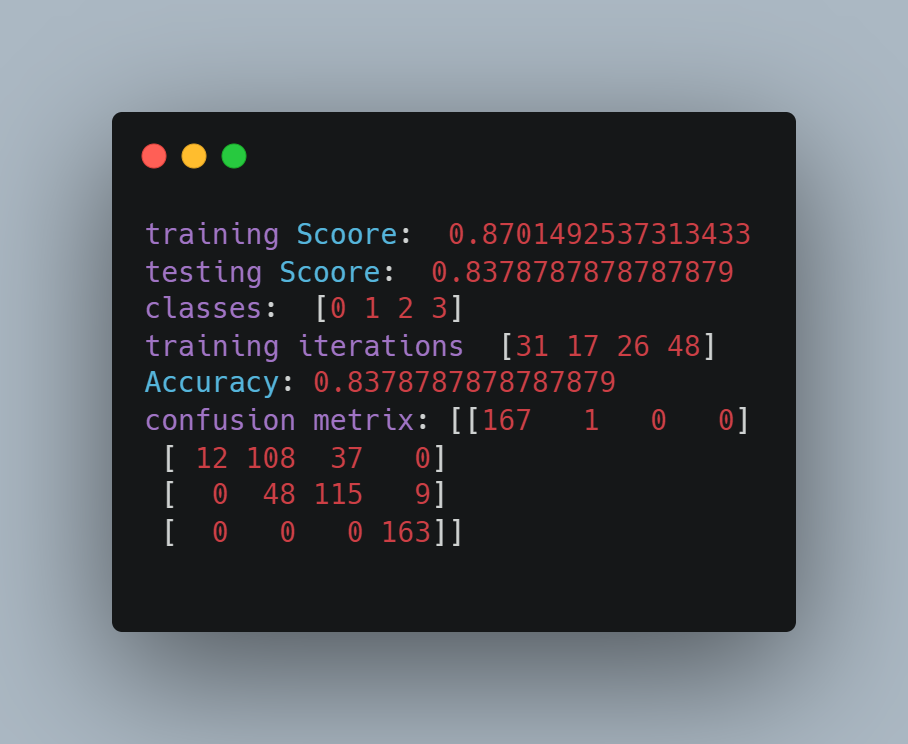 training Scoore:  0.8701492537313433
testing Scoore:  0.8378787878787879
classes:  [0 1 2 3]
training iterations  [31 17 26 48]
Accuracy: 0.8378787878787879
confusion metrix: [[167   1   0   0]
 [ 12 108  37   0]
 [  0  48 115   9]
 [  0   0   0 163]]